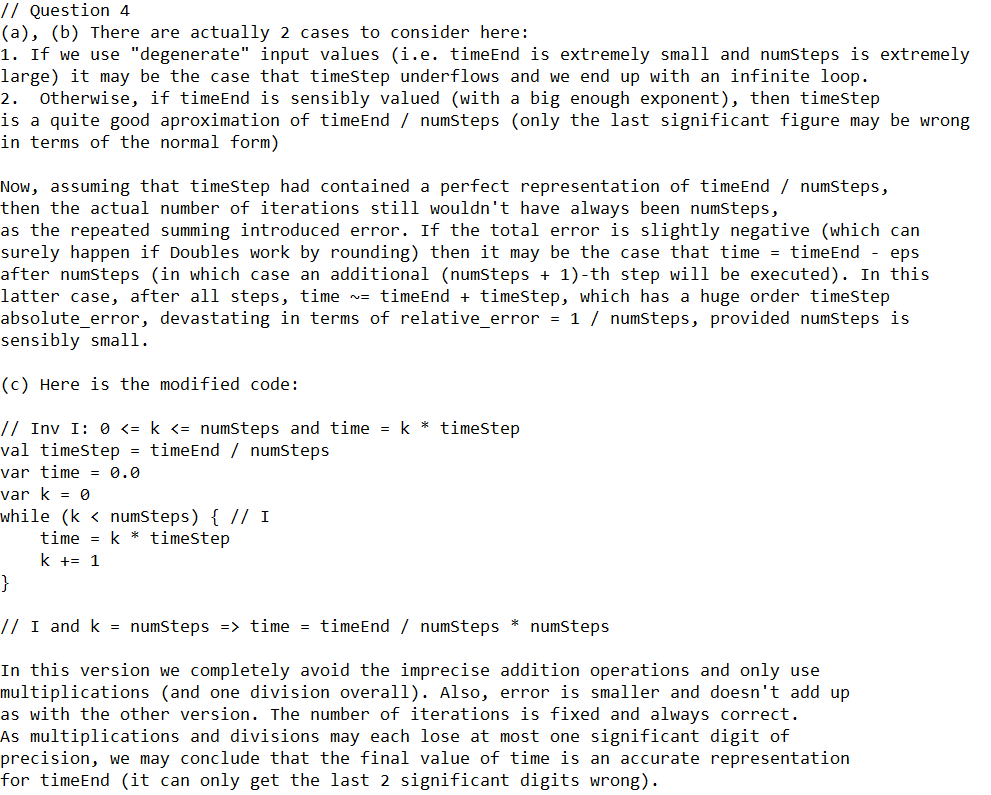 // Question 4
(a), (b) There are actually 2 cases to consider here:
1. If we use "degenerate" input values (i.e. timeEnd is extremely small and numSteps is extremely
large) it may be the case that timeStep underflows and we end up with an infinite loop.
2.  Otherwise, if timeEnd is sensibly valued (with a big enough exponent), then timeStep
is a quite good aproximation of timeEnd / numSteps (only the last significant figure may be wrong
in terms of the normal form)

Now, assuming that timeStep had contained a perfect representation of timeEnd / numSteps,
then the actual number of iterations still wouldn't have always been numSteps,
as the repeated summing introduced error. If the total error is slightly negative (which can
surely happen if Doubles work by rounding) then it may be the case that time = timeEnd - eps
after numSteps (in which case an additional (numSteps + 1)-th step will be executed). In this
latter case, after all steps, time ~= timeEnd + timeStep, which has a huge order timeStep
absolute_error, devastating in terms of relative_error = 1 / numSteps, provided numSteps is
sensibly small.

(c) Here is the modified code:

// Inv I: 0 <= k <= numSteps and time = k * timeStep
val timeStep = timeEnd / numSteps
var time = 0.0
var k = 0
while (k < numSteps) { // I
    time = k * timeStep
    k += 1
}

// I and k = numSteps => time = timeEnd / numSteps * numSteps

In this version we completely avoid the imprecise addition operations and only use
multiplications (and one division overall). Also, error is smaller and doesn't add up
as with the other version. The number of iterations is fixed and always correct.
As multiplications and divisions may each lose at most one significant digit of
precision, we may conclude that the final value of time is an accurate representation
for timeEnd (it can only get the last 2 significant digits wrong).